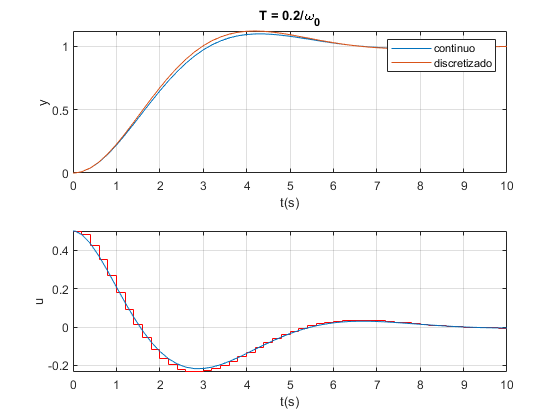 T = 0.2/ω0
1
0.5
0
y
continuo
discretizado
0 1 2 3 4 5 6 7 8 9 10
t(s)
0.4
0.2
0
-0.2
u
0 1 2 3 4 5 6 7 8 9 10
t(s)